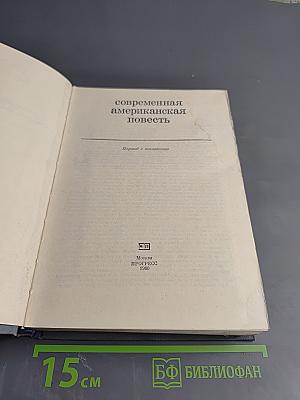 современная
американская
повесть
Перевод с английского
Москва
ПРОГРЕСС
1980
15 см
БФ БИБЛИОФАН